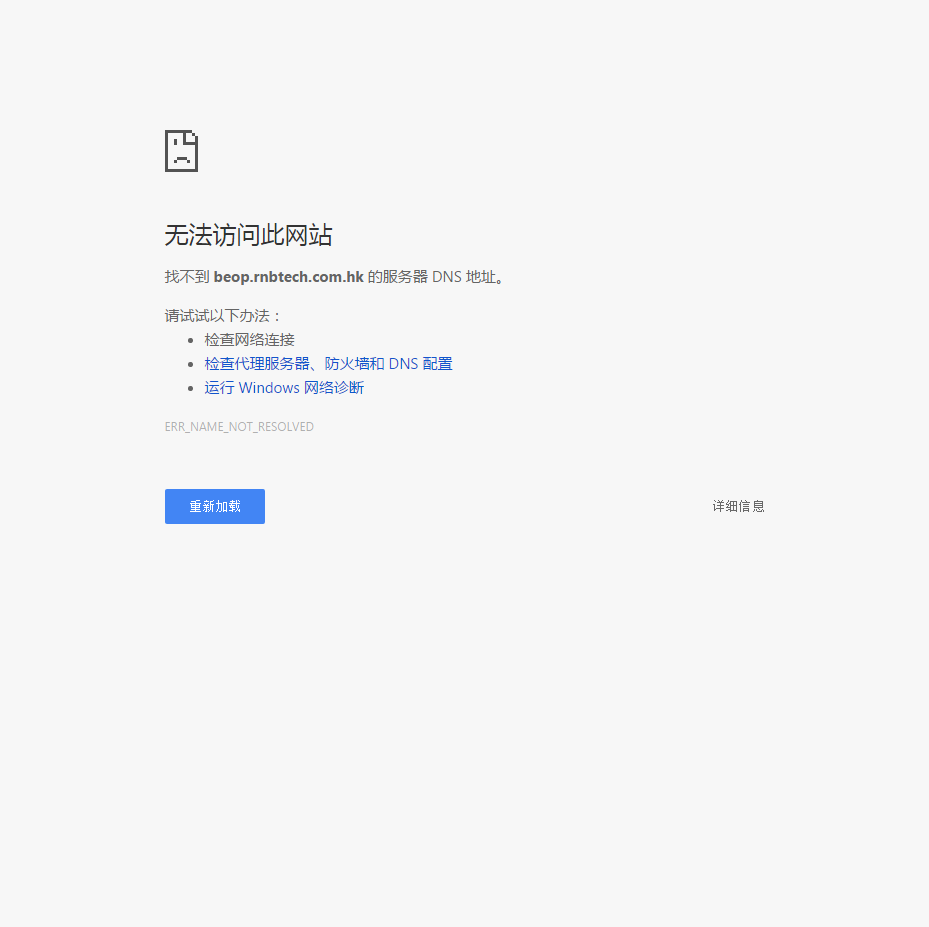 无法访问此网站
找不到 beop.rnbtech.com.hk 的服务器 DNS 地址。
请试试以下办法：
检查网络连接
检查代理服务器、防火墙和 DNS 配置
运行 Windows 网络诊断
ERR_NAME_NOT_RESOLVED
重新加载 详细信息